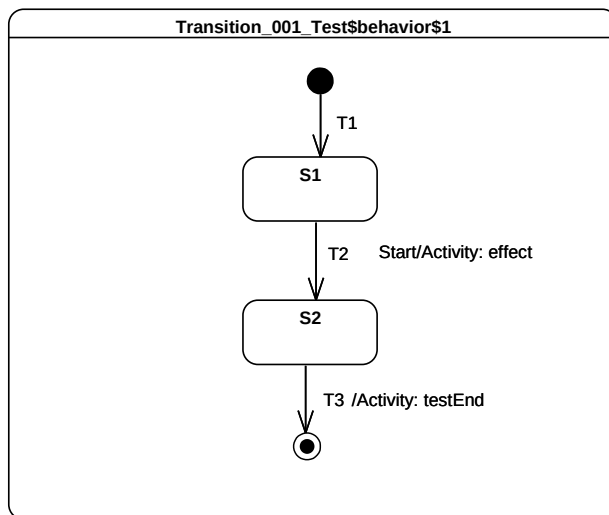 Transition_001_Test$behavior$1
T1
S1
T2 Start/Activity: effect
S2
T3 /Activity: testEnd